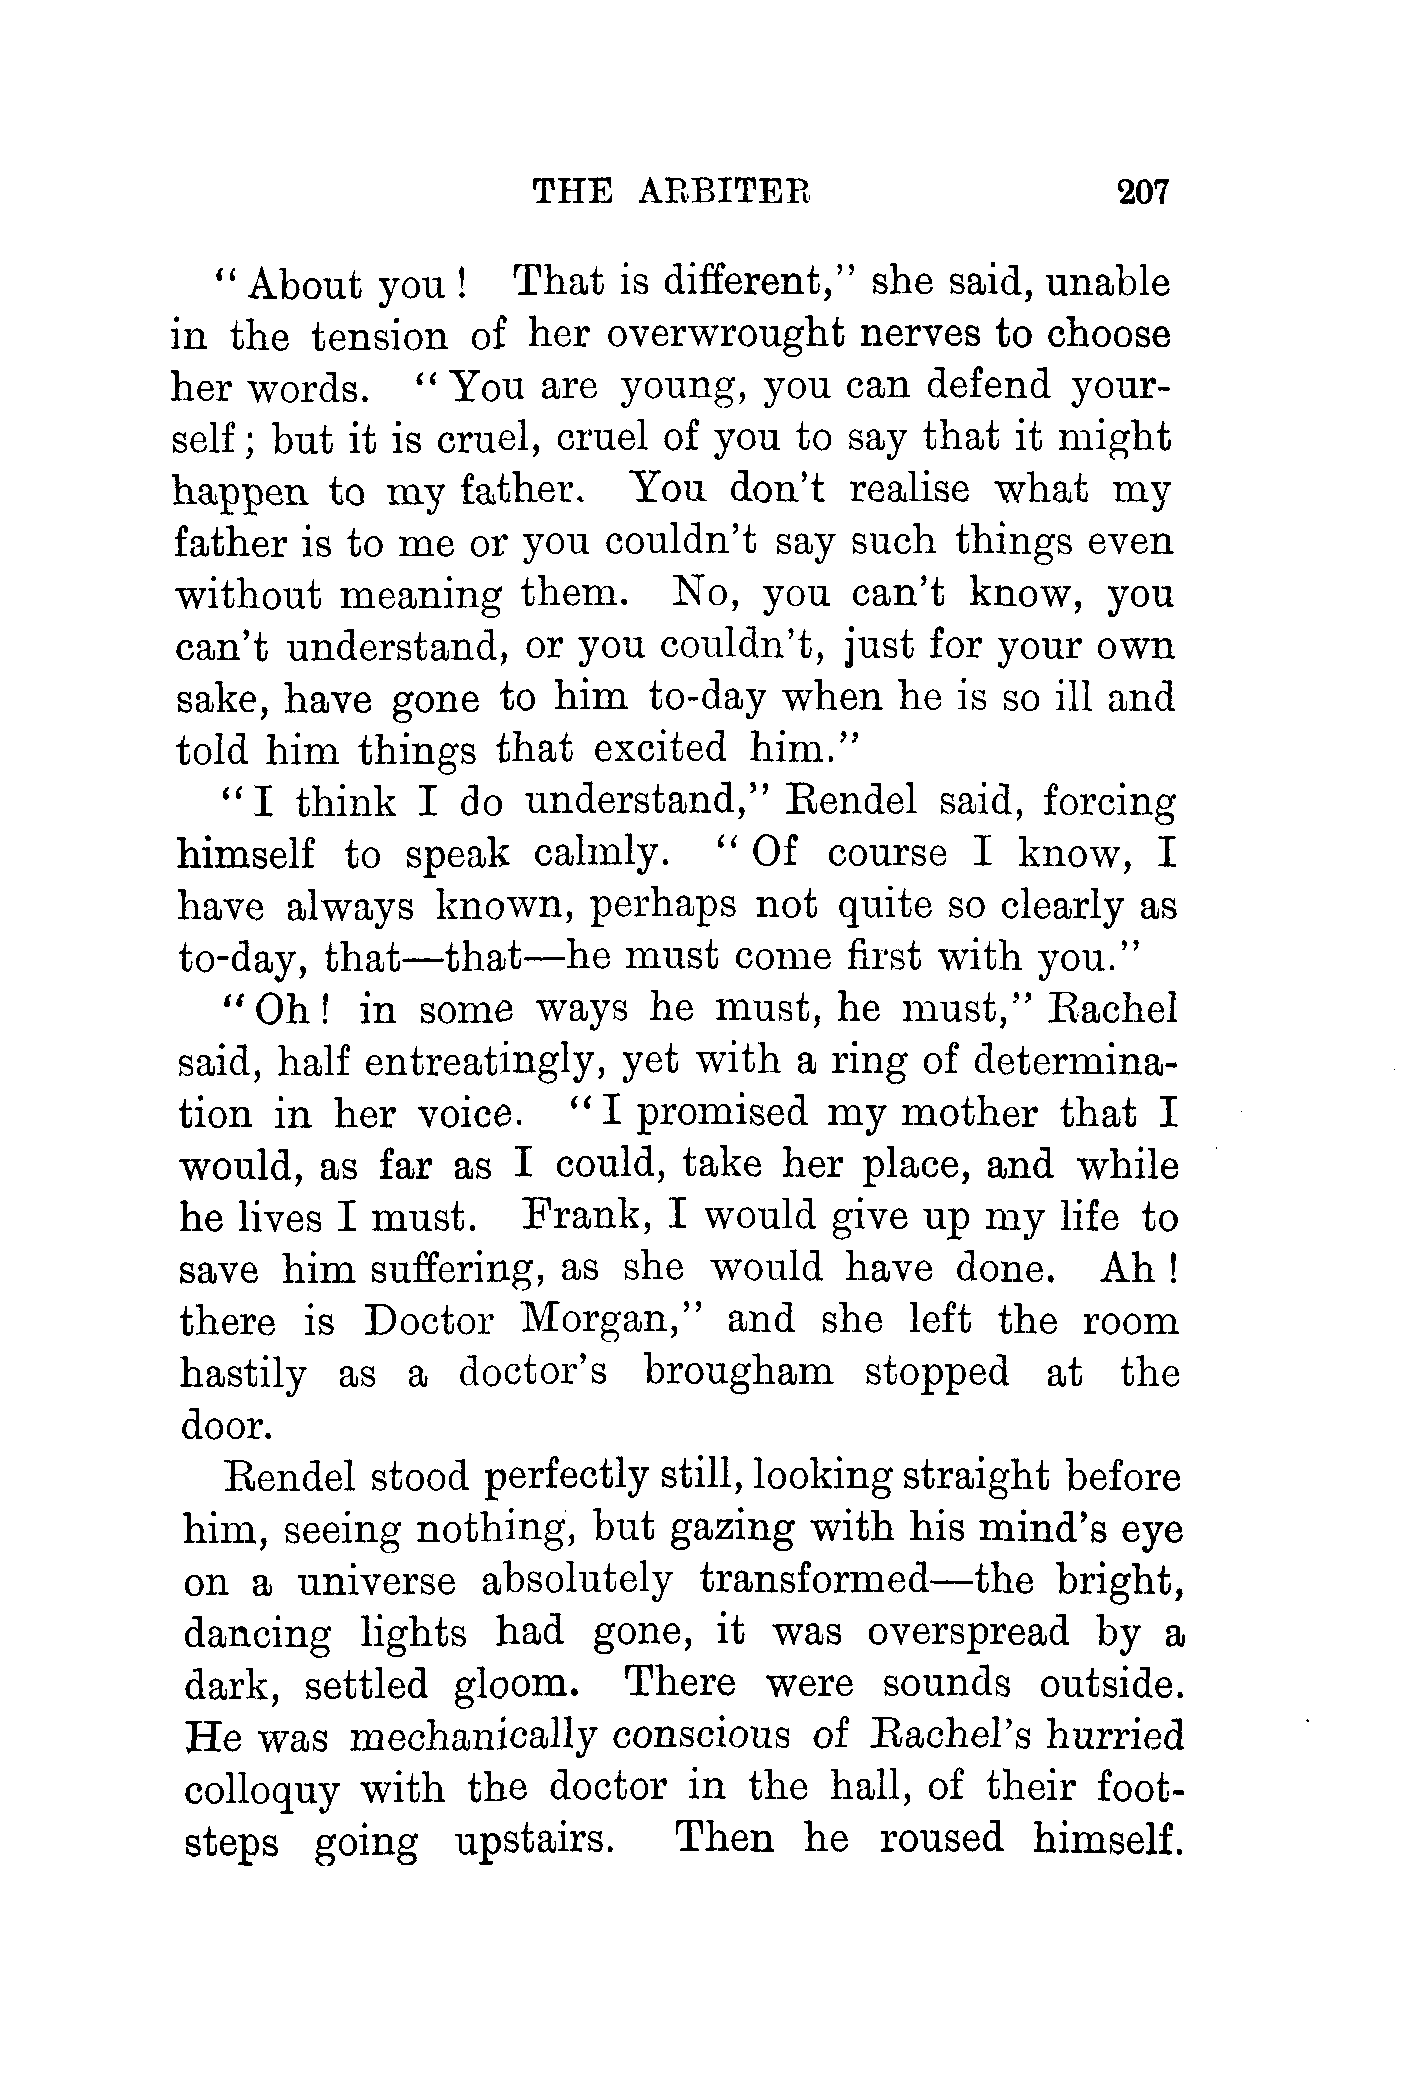 THE ARBITER 207
“About you! That is different,” she said, unable
in the tension of her overwrought nerves to choose
her words. “You are young, you can defend your-
self; but it is cruel, cruel of you to say that it might
happen to my father. You don’t realise what my
father is to me or you couldn’t say such things even
without meaning them. No, you can’t know, you
can’t understand, or you couldn’t, just for your own
sake, have gone to him to-day when he is so ill and
told him things that excited him.”
“I think I do understand,” Rendel said, forcing
himself to speak calmly. “Of course I know, I
have always known, perhaps not quite so clearly as
to-day, that—that—he must come first with you.”
“Oh! in some ways he must, he must,” Rachel
said, half entreatingly, yet with a ring of determina-
tion in her voice. “I promised my mother that I
would, as far as I could, take her place, and while
he lives I must. Frank, I would give up my life to
save him suffering, as she would have done. Ah!
there is Doctor Morgan,” and she left the room
hastily as a doctor’s brougham stopped at the
door.
Rendel stood perfectly still, looking straight before
him, seeing nothing, but gazing with his mind’s eye
on a universe absolutely transformed—the bright,
dancing lights had gone, it was overspread by a
dark, settled gloom. There were sounds outside.
He was mechanically conscious of Rachel’s hurried
colloquy with the doctor in the hall, of their foot-
steps going upstairs. Then he roused himself.